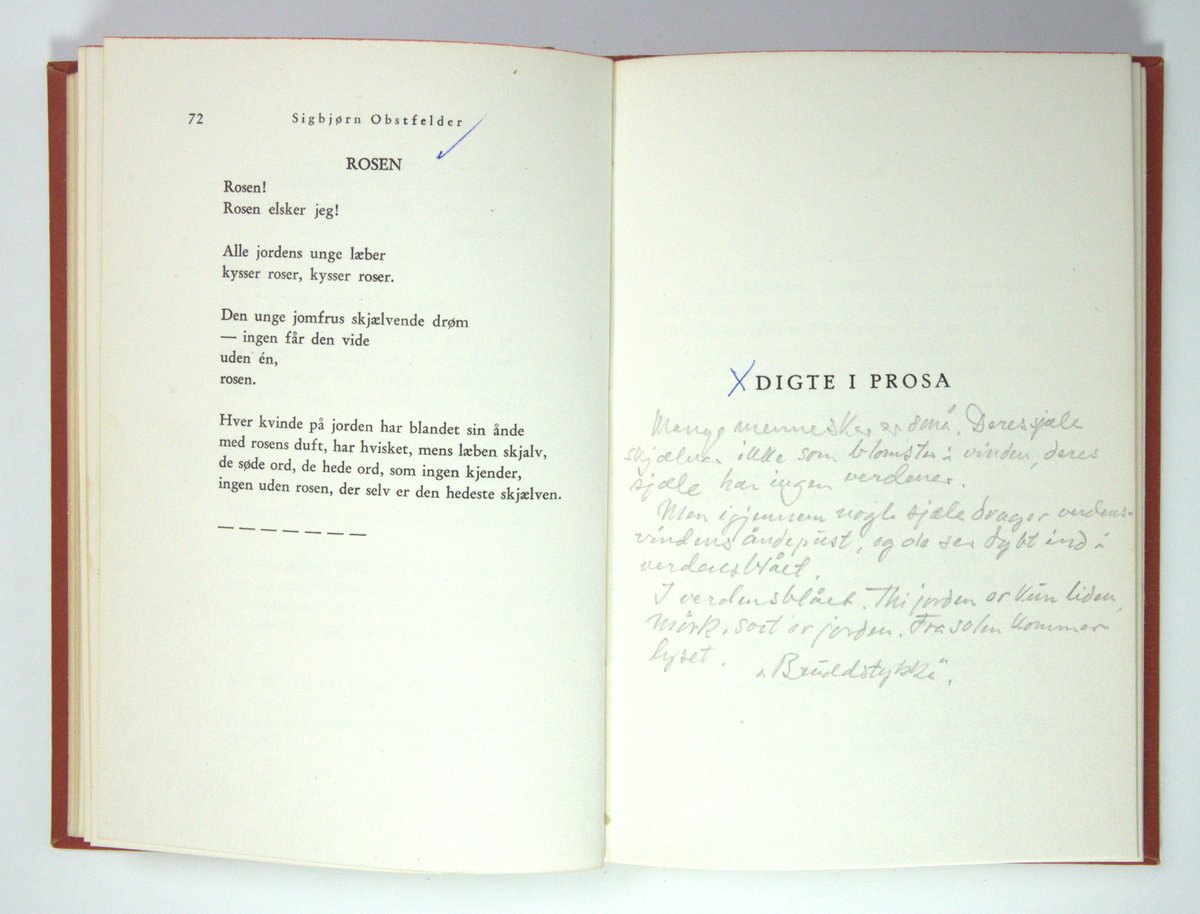 72 Sigbjørn Obstfelder
ROSEN
Rosen!
Rosen elsker jeg!
Alle jordens unge læber
kysser roser, kysser roser.
Den unge jomfrus skjælvende drøm
— ingen får den vide
uden én,
rosen.
Hver kvinde på jorden har blandet sin ånde
med rosens duft, har hvisket, mens læben skjalv,
de søde ord, de hede ord, som ingen kjender,
ingen uden rosen, der selv er den hedeste skjælven.
X DIGTE I PROSA
Mange mennesker er små. Deres sjæle
skjælver ikke som blomster i vinden, deres
sjæle har ingen verdener.
Men igjennem nogle sjæle drager verdens-
vindens åndepust, og de ser dybt ind i
verdensblået.
I verdensblået. Thi jorden er kun liden,
mörk, sort er jorden. Fra solen kommer
lyset.
"Bruddstykke".